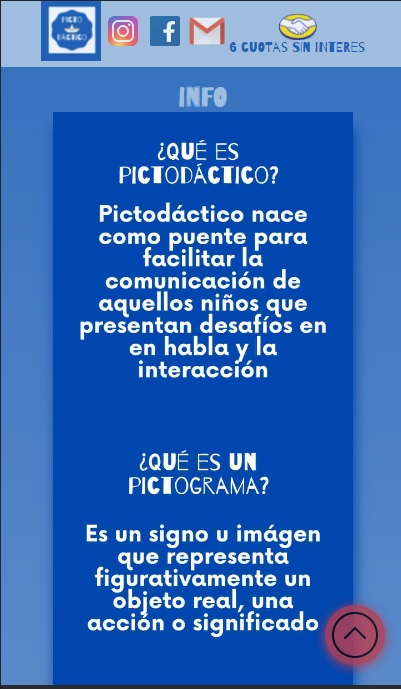 PICTO
DÁCTICO
6 CUOTAS SIN INTERES
INFO
¿QUÉ ES
PICTODÁCTICO?
Pictodáctico nace
como puente para
facilitar la
comunicación de
aquellos niños que
presentan desafíos en
en habla y la
interacción
¿QUÉ ES UN
PICTOGRAMA?
Es un signo u imágen
que representa
figurativamente un
objeto real, una
acción o significado